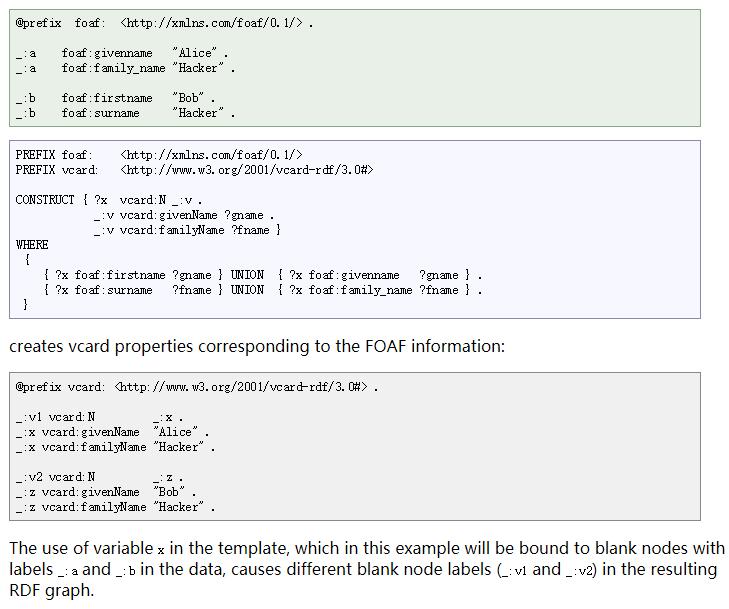 @prefix  foaf:  <http://xmlns.com/foaf/0.1/> .
_:a    foaf:givenname   "Alice" .
_:a    foaf:family_name "Hacker" .
_:b    foaf:firstname   "Bob" .
_:b    foaf:surname     "Hacker" .
PREFIX foaf:    <http://xmlns.com/foaf/0.1/>
PREFIX vcard:   <http://www.w3.org/2001/vcard-rdf/3.0#>
CONSTRUCT { ?x  vcard:N _:v .
_:v vcard:givenName ?gname .
_:v vcard:familyName ?fname }
WHERE
{
{ ?x foaf:firstname ?gname } UNION  { ?x foaf:givenname   ?gname } .
{ ?x foaf:surname   ?fname } UNION  { ?x foaf:family_name ?fname } .
}
creates vcard properties corresponding to the FOAF information:
@prefix vcard: <http://www.w3.org/2001/vcard-rdf/3.0#> .
_:v1 vcard:N         _:x .
_:x vcard:givenName  "Alice" .
_:x vcard:familyName "Hacker" .
_:v2 vcard:N         _:z .
_:z vcard:givenName  "Bob" .
_:z vcard:familyName "Hacker" .
The use of variable x in the template, which in this example will be bound to blank nodes with
labels _:a and _:b in the data, causes different blank node labels (_:v1 and _:v2) in the resulting
RDF graph.